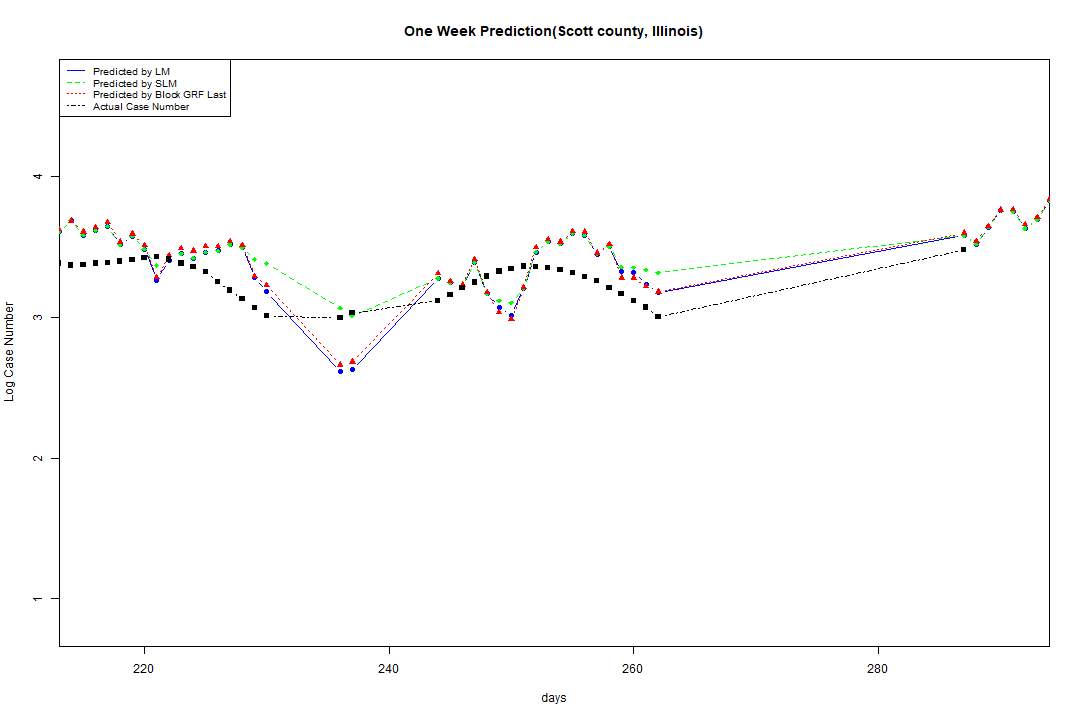 One Week Prediction(Scott county, Illinois)
Predicted by LM
Predicted by SLM
Predicted by Block GRF Last
Actual Case Number
4
3
2
1
Log Case Number
220 240 260 280
days